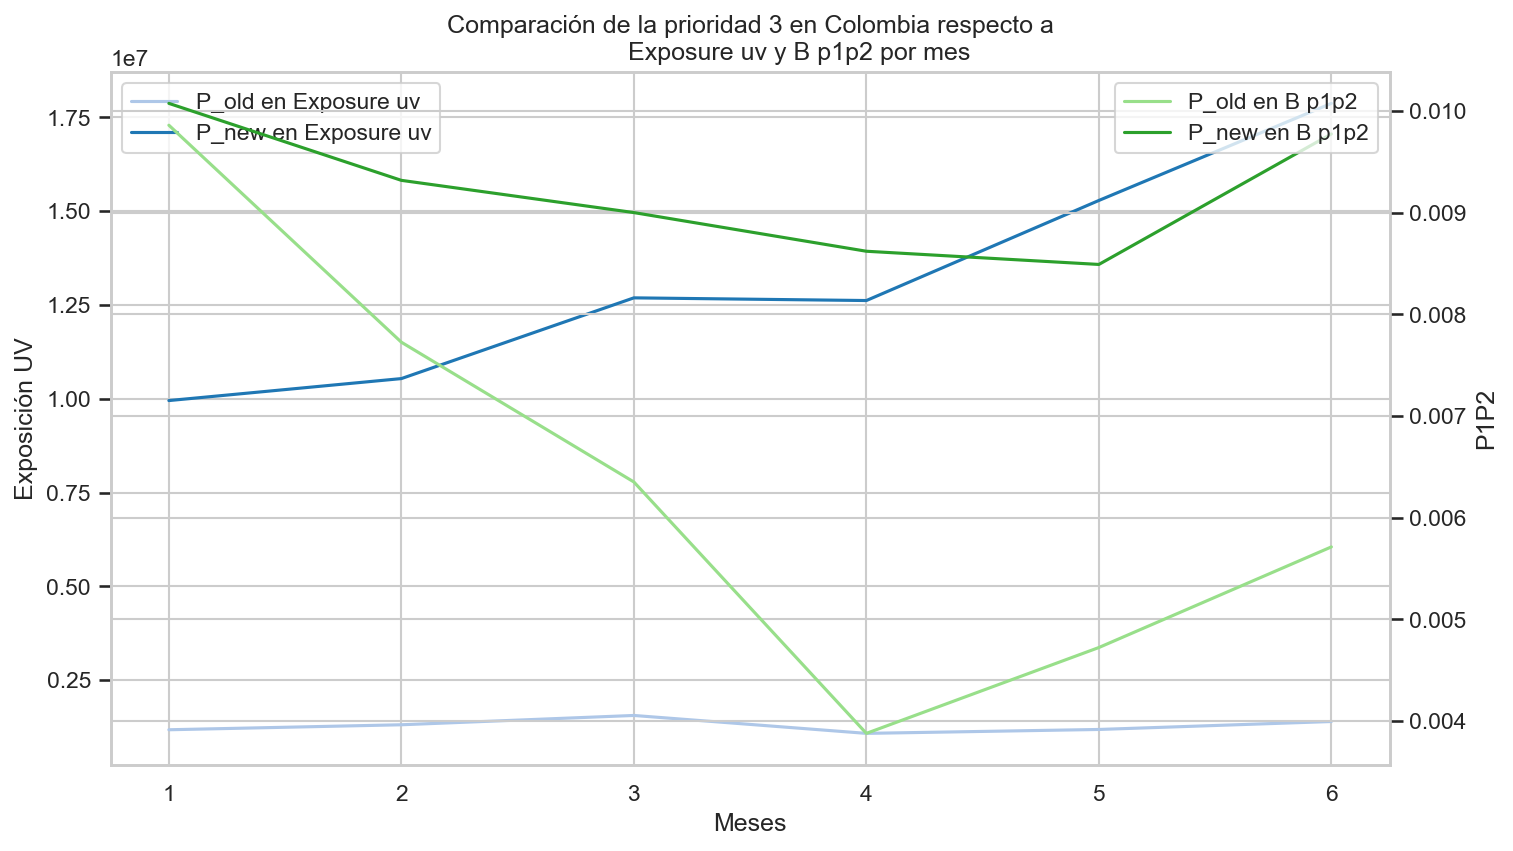 Comparación de la prioridad 3 en Colombia respecto a
Exposure uv y B p1p2 por mes
1e7
P_old en Exposure uv
P_new en Exposure uv
P_old en B p1p2
P_new en B p1p2
1.75
1.50
1.25
1.00
0.75
0.50
0.25
Exposición UV
0.010
0.009
0.008
0.007
0.006
0.005
0.004
P1P2
1 2 3 4 5 6
Meses